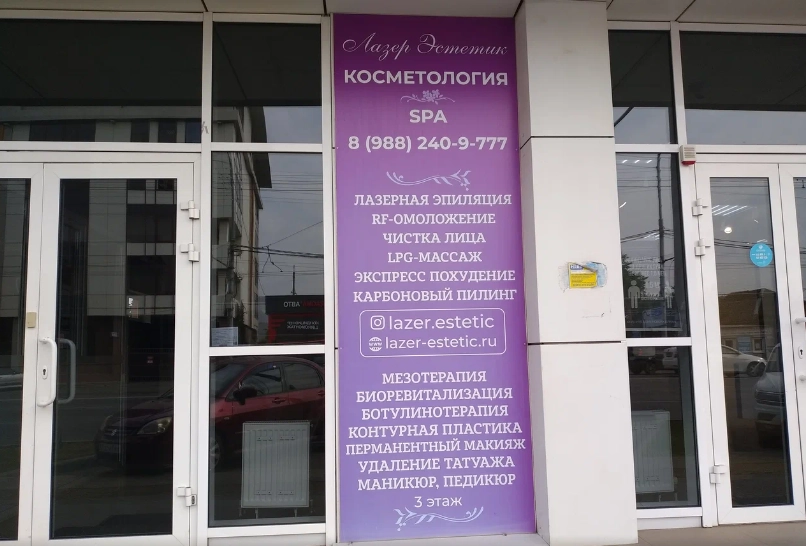 Лазер Эстетик
КОСМЕТОЛОГИЯ
SPA
8 (988) 240-9-777
ЛАЗЕРНАЯ ЭПИЛЯЦИЯ
RF-ОМОЛОЖЕНИЕ
ЧИСТКА ЛИЦА
LPG-МАССАЖ
ЭКСПРЕСС ПОХУДЕНИЕ
КАРБОНОВЫЙ ПИЛИНГ
lazer.estetic
www lazer-estetic.ru
МЕЗОТЕРАПИЯ
БИОРЕВИТАЛИЗАЦИЯ
БОТУЛИНОТЕРАПИЯ
КОНТУРНАЯ ПЛАСТИКА
ПЕРМАНЕНТНЫЙ МАКИЯЖ
УДАЛЕНИЕ ТАТУАЖА
МАНИКЮР, ПЕДИКЮР
3 этаж